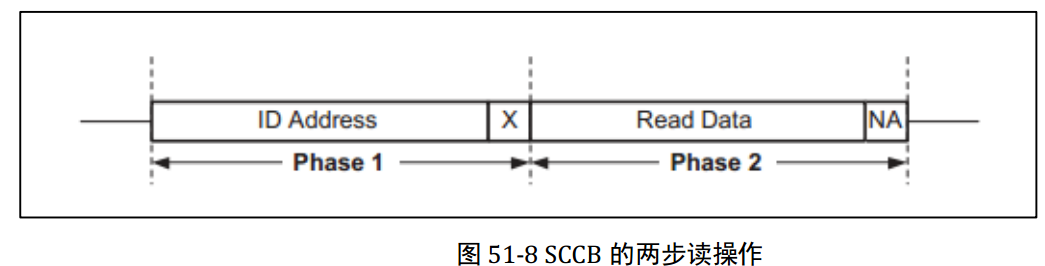 ID Address X Read Data NA
Phase 1 Phase 2
图 51-8 SCCB 的两步读操作